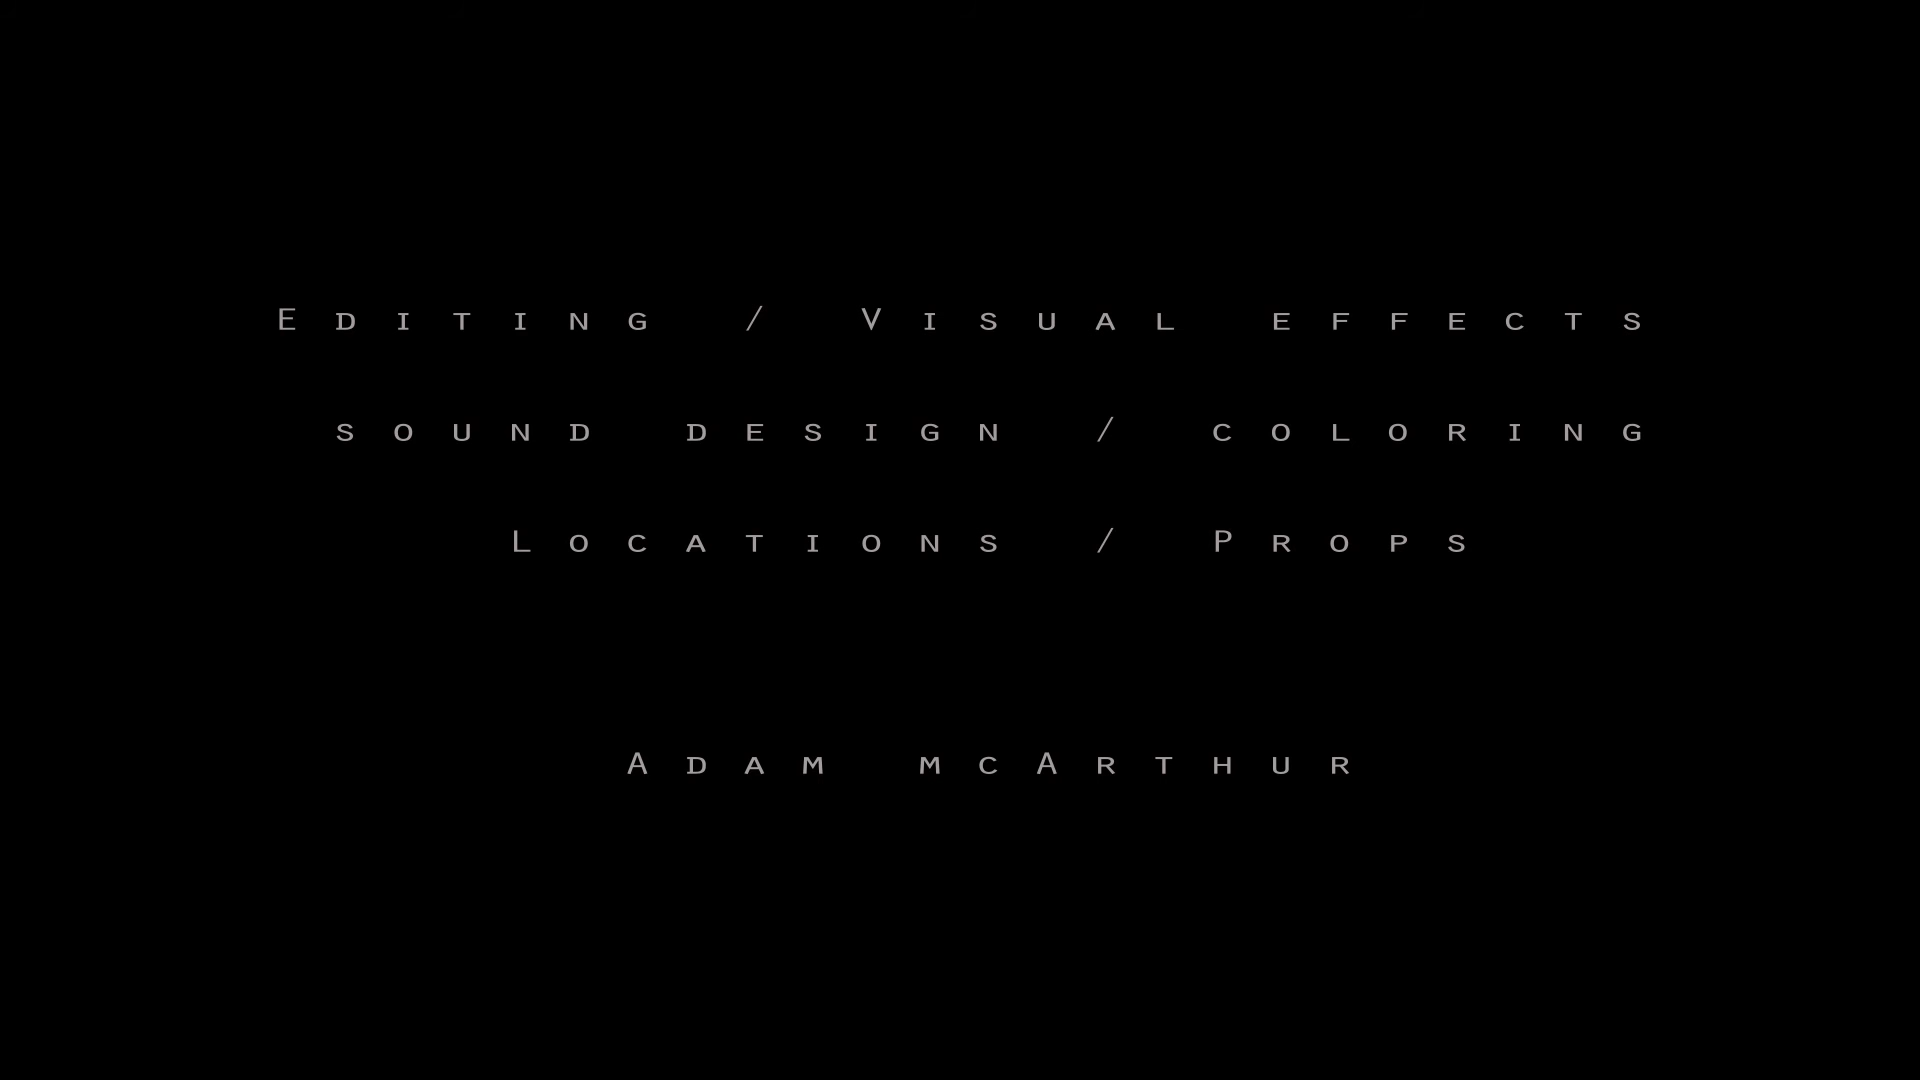 Editing / Visual effects
sound design / coloring
Locations / Props
Adam mcArthur